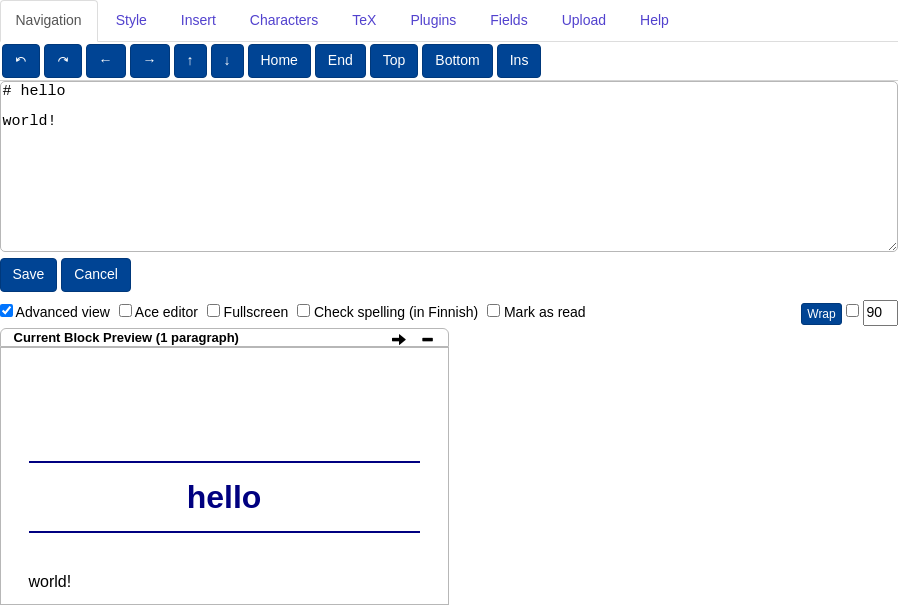 Navigation Style Insert Characters TeX Plugins Fields Upload Help
← → ↑ ↓ Home End Top Bottom Ins
# hello
world!
Save Cancel
Advanced view Ace editor Fullscreen Check spelling (in Finnish) Mark as read Wrap 90
Current Block Preview (1 paragraph)
hello
world!